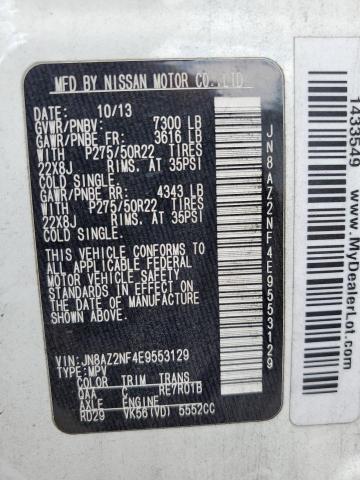 MFD BY NISSAN MOTOR CO.,LTD.
DATE: 10/13
GVWR/PNBV: 7300 LB
GAWR/PNBE FR: 3616 LB
WITH P275/50R22 TIRES
22X8J RIMS. AT 35PSI
COLD SINGLE
GAWR/PNBE RR: 4343 LB
WITH P275/50R22 TIRES
22X8J RIMS. AT 35PSI
COLD SINGLE
THIS VEHICLE CONFORMS TO
ALL APPLICABLE FEDERAL
MOTOR VEHICLE SAFETY
STANDARDS IN EFFECT ON
THE DATE OF MANUFACTURE
SHOWN ABOVE.
VIN:JN8AZ2NF4E9553129
TYPE:MPV
COLOR TRIM TRANS
QAA C RE7R01B
AXLE ENGINE
RD29 VK56(VD) 5552CC
JN8AZ2NF4E9553129
1433549
www.MyDealerLot.com